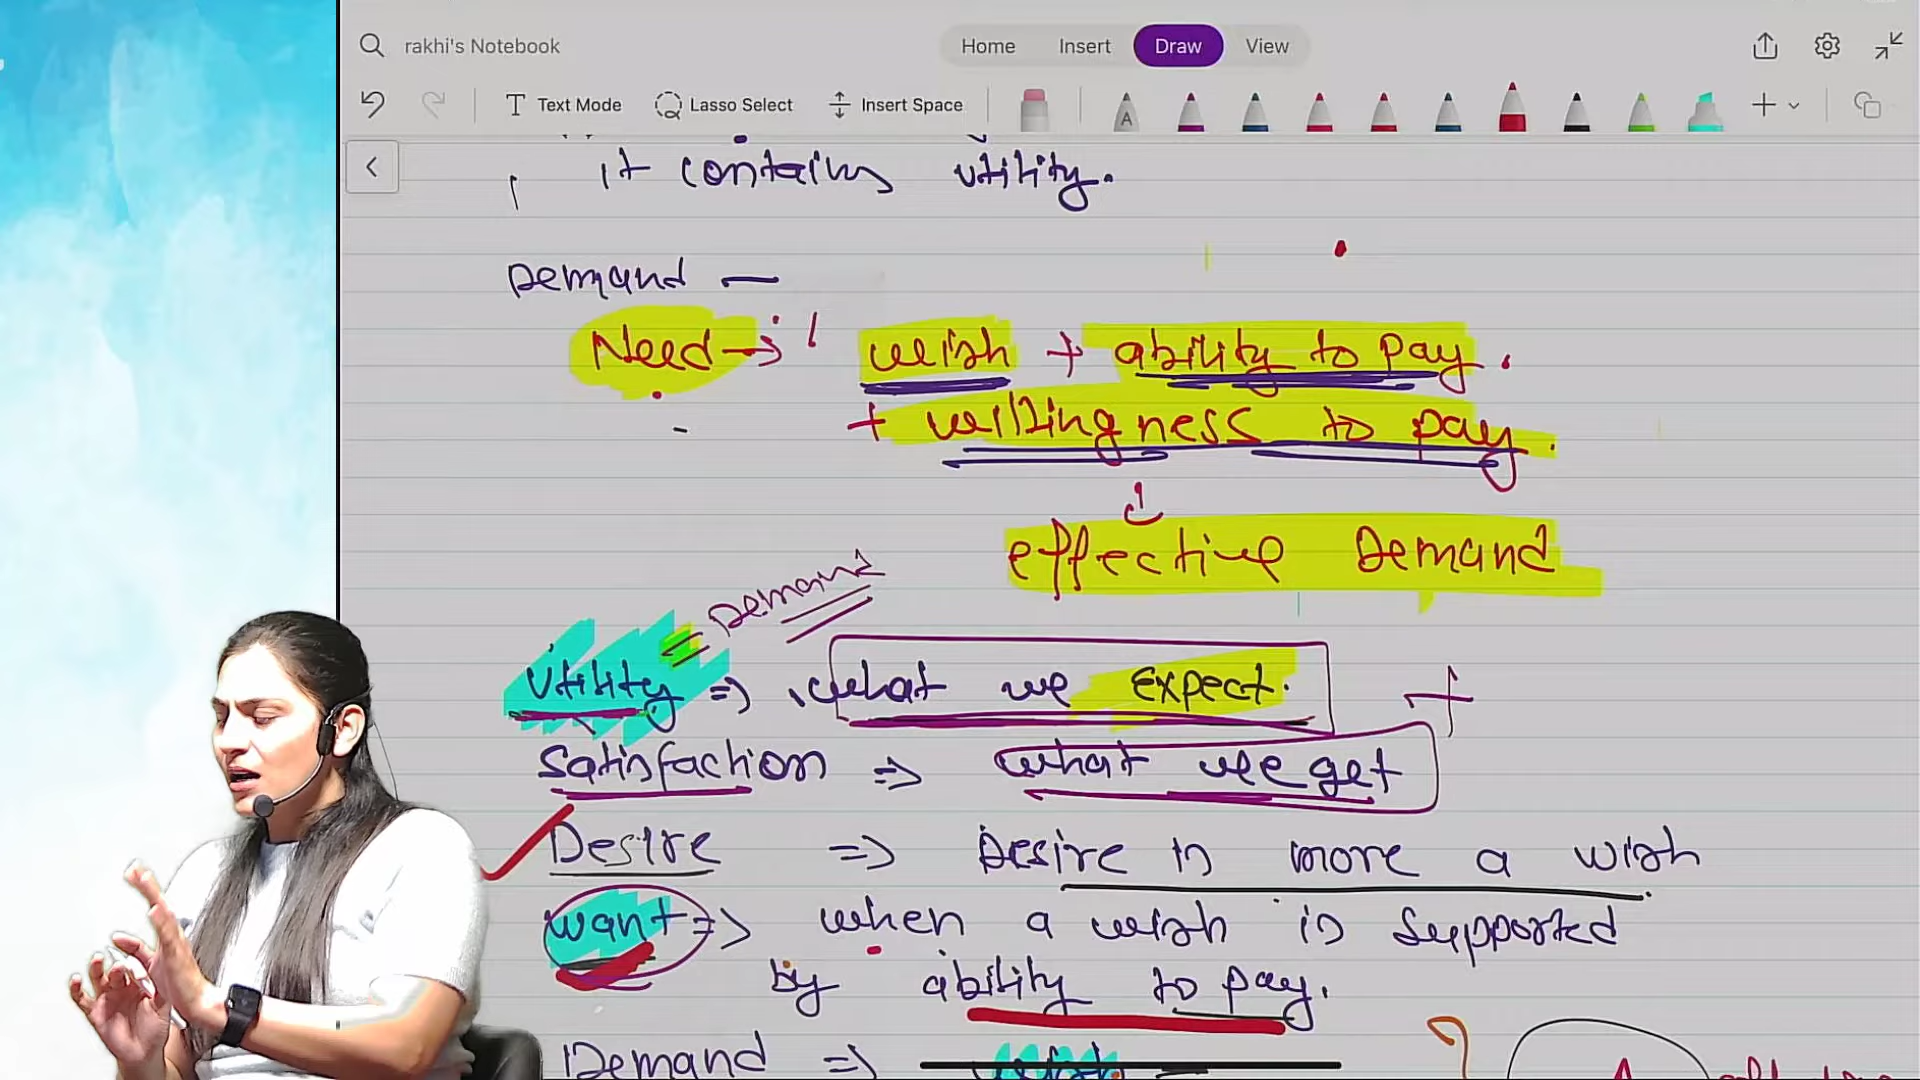 rakhi's Notebook
Home Insert Draw View
Text Mode Lasso Select Insert Space
A
it contains utility.
Demand —
Need → wish + ability to pay.
+ willingness to pay.
effective Demand
= Demand
Utility => what we Expect. +
Satisfaction => what we get
Desire => Desire is more a wish
want => when a wish is supported
by ability to pay.
Demand => wish